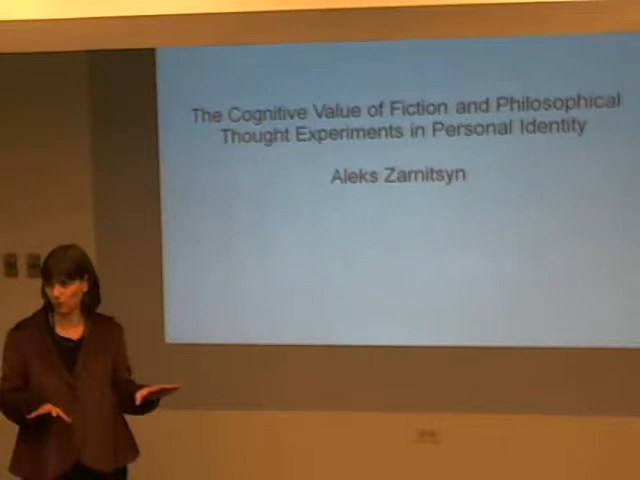 The Cognitive Value of Fiction and Philosophical
Thought Experiments in Personal Identity
Aleks Zarnitsyn